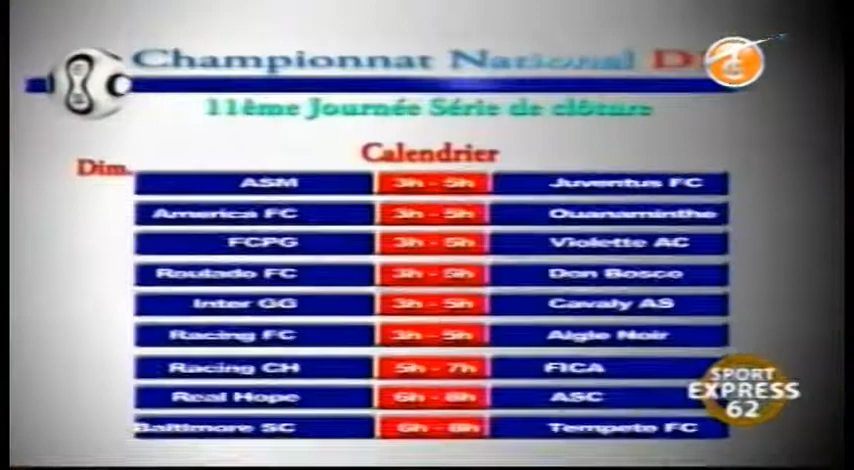 Championnat National D
11ème Journée Série de clôture
Calendrier
Dim.
ASM 3h - 5h Juventus FC
America FC 3h - 5h Ouanaminthe
FCPG 3h - 5h Violette AC
Roulado FC 3h - 5h Don Bosco
Inter GG 3h - 5h Cavaly AS
Racing FC 3h - 5h Aigle Noir
Racing CH 5h - 7h FICA
Real Hope 6h - 8h ASC
Baltimore SC 6h - 8h Tempete FC
SPORT
EXPRESS
62